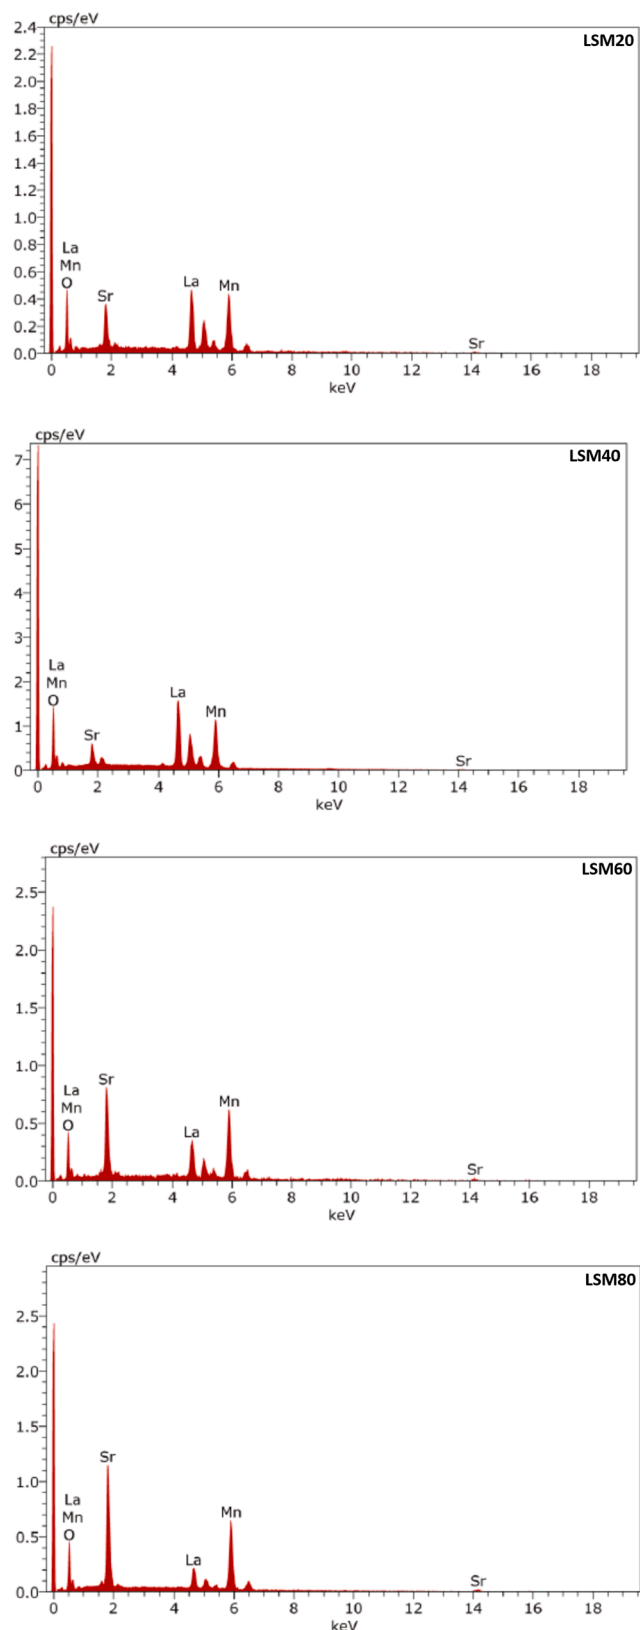 cps/eV
LSM20
2.4
2.2
2.0
1.8
1.6
1.4
1.2
1.0
0.8
0.6
0.4
0.2
0.0
La
Mn
O
Sr
La
Mn
Sr
0 2 4 6 8 10 12 14 16 18
keV
cps/eV
LSM40
7
6
5
4
3
2
1
0
La
Mn
O
Sr
La
Mn
Sr
0 2 4 6 8 10 12 14 16 18
keV
cps/eV
LSM60
2.5
2.0
1.5
1.0
0.5
0.0
La
Mn
O
Sr
La
Mn
Sr
0 2 4 6 8 10 12 14 16 18
keV
cps/eV
LSM80
2.5
2.0
1.5
1.0
0.5
0.0
La
Mn
O
Sr
La
Mn
Sr
0 2 4 6 8 10 12 14 16 18
keV